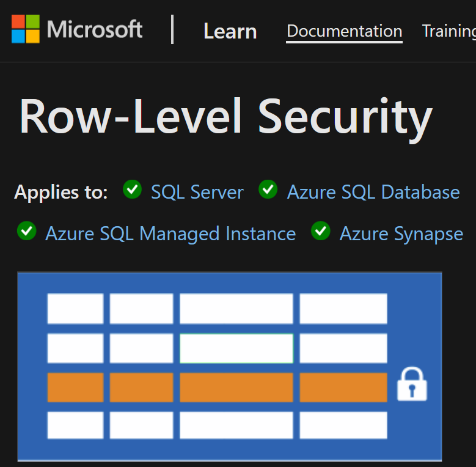 Microsoft | Learn Documentation
Row-Level Security
Applies to: SQL Server Azure SQL Database
Azure SQL Managed Instance Azure Synapse